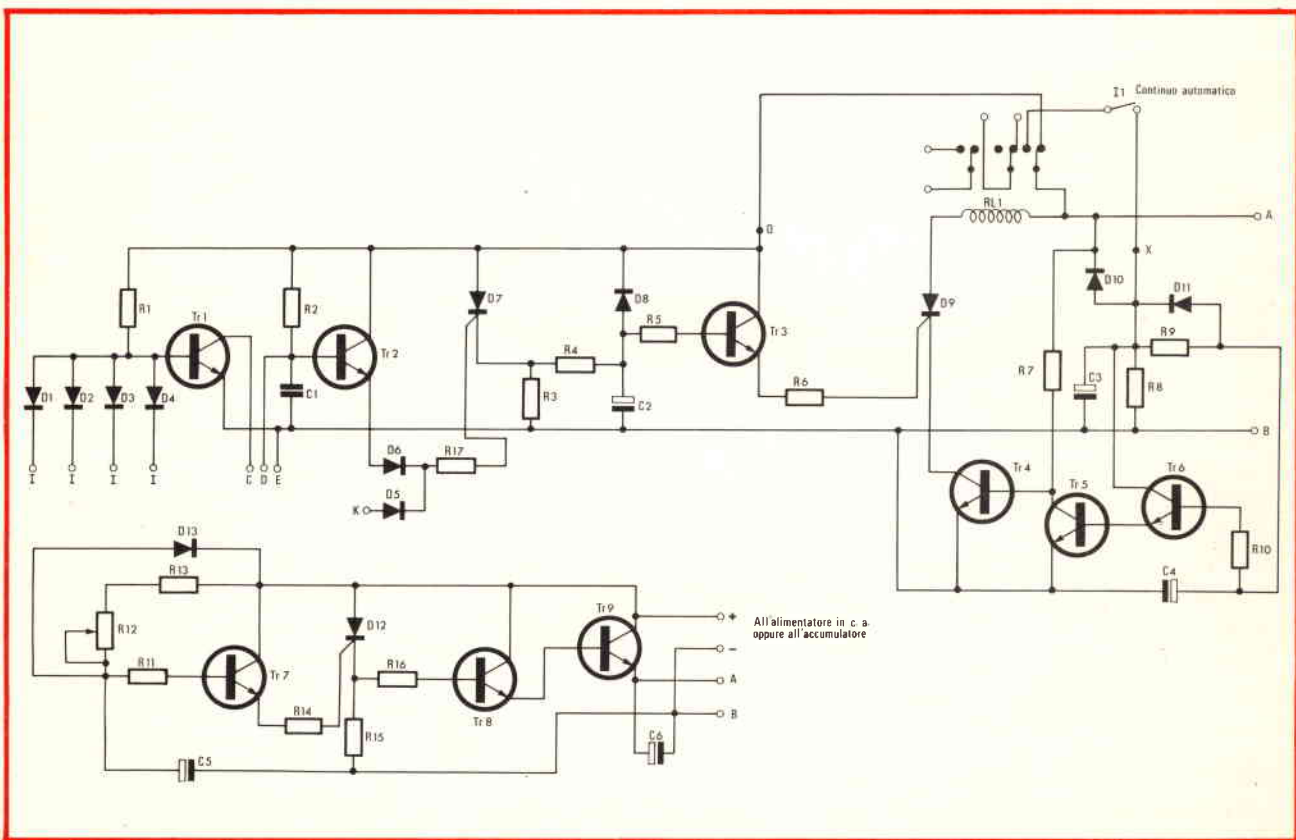 I1 Continuo automatico
RL1
A
Q
X
D10
D11
R1
R2
D7
D8
D9
Tr1
Tr2
R5
Tr3
R9
R4
R7
C3
R8
D1
D2
D3
D4
C1
R3
C2
R6
B
I
I
I
I
C
D
E
D6
R17
K
D5
Tr4
Tr5
Tr6
R10
C4
D13
R13
R12
D12
Tr9
+
All'alimentatore in c. a.
oppure all'accumulatore
-
R11
Tr7
R16
Tr8
A
R14
R15
B
C5
C6